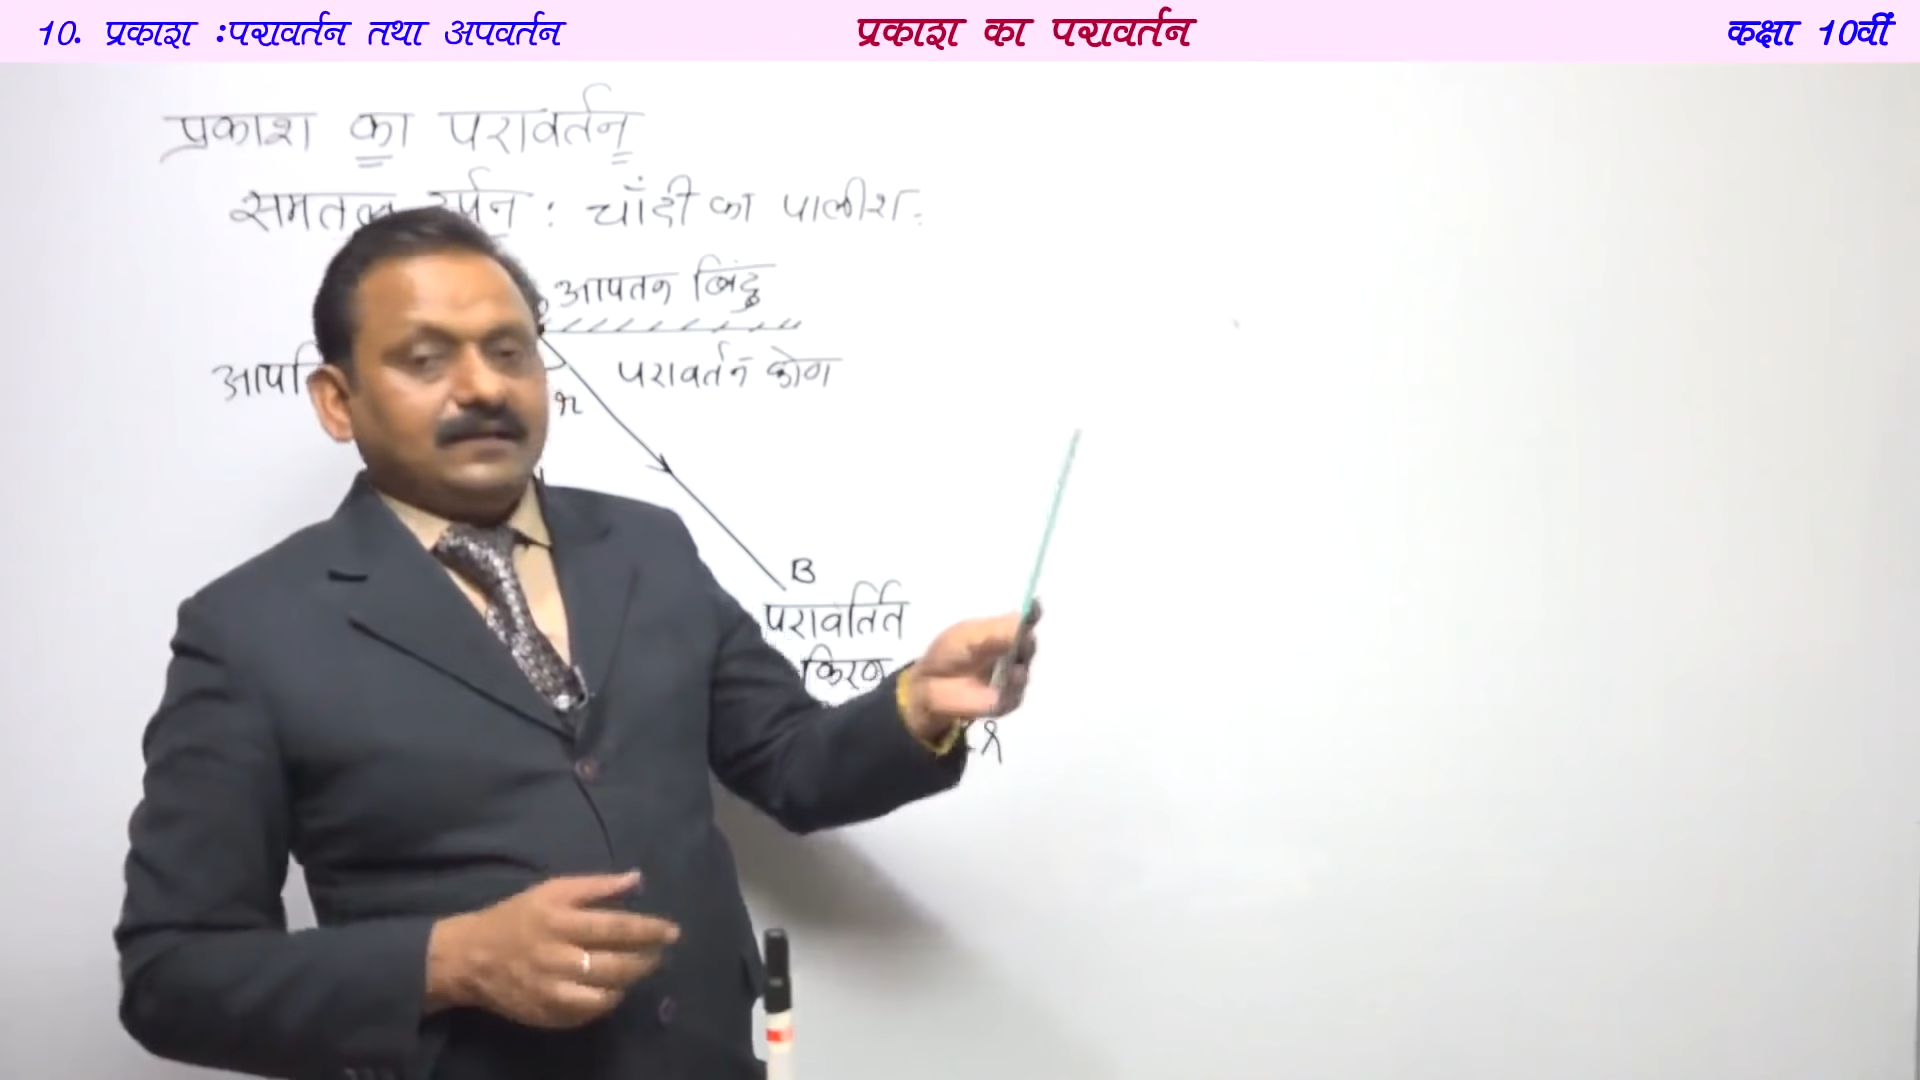 10. प्रकाश :परावर्तन तथा अपवर्तन
प्रकाश का परावर्तन
कक्षा 10वीं
प्रकाश का परावर्तन
समतल : चाँदी का पालीश
आपतन बिंदु
परावर्तन कोण
r
B
परावर्तित
किरण